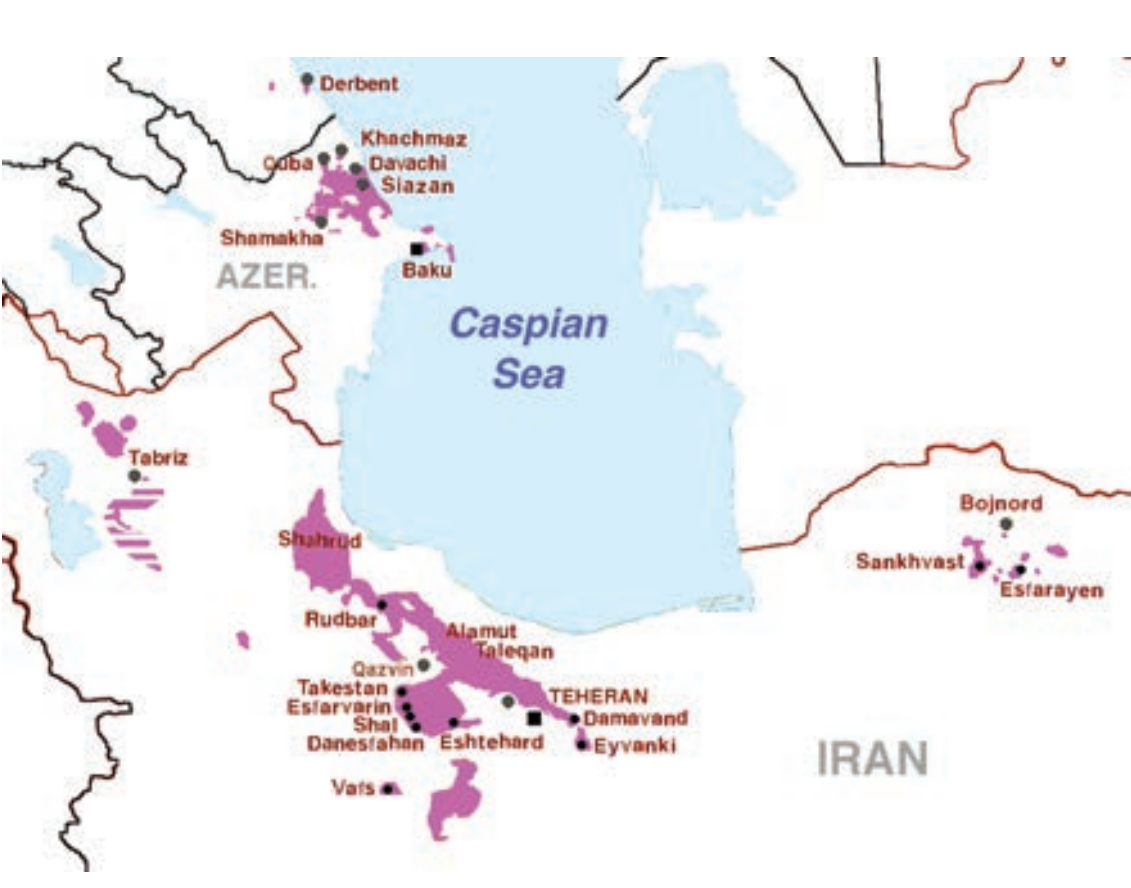 Derbent
Khachmaz
Cuba
Davachi
Siazan
Shamakha
Baku
AZER.
Caspian
Sea
Tabriz
Bojnord
Shahrud
Sankhvast
Esfarayen
Rudbar
Alamut
Taleqan
Qazvin
Takestan
TEHERAN
Esfarvarin
Damavand
Shal
Danesfahan
Eshtehard
Eyvanki
IRAN
Vafs